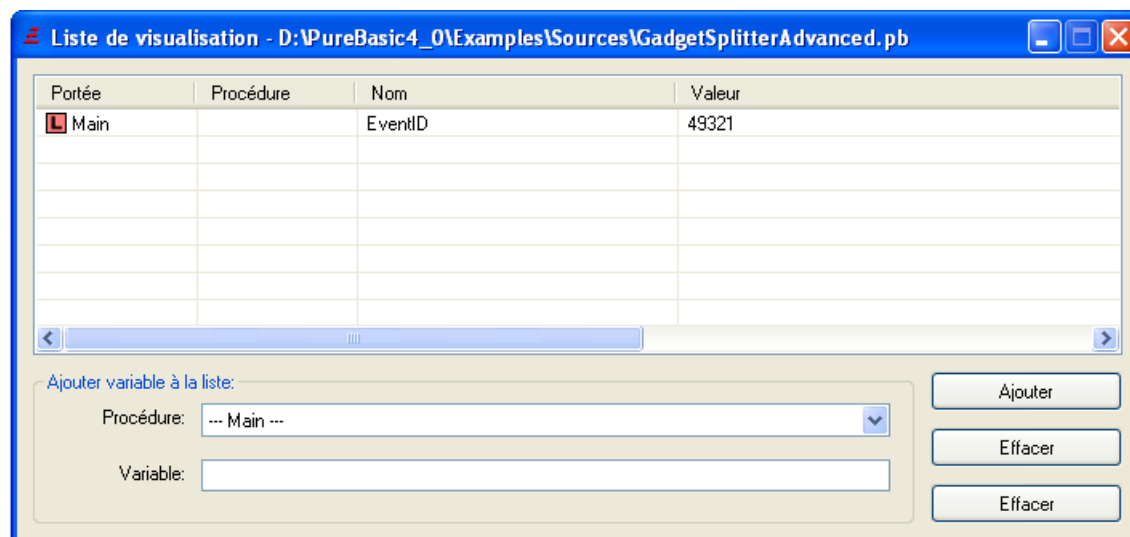 Liste de visualisation - D:\PureBasic4_0\Examples\Sources\GadgetSplitterAdvanced.pb
Portée Procédure Nom Valeur
L Main EventID 49321
Ajouter variable à la liste:
Ajouter
Procédure: --- Main ---
Effacer
Variable:
Effacer